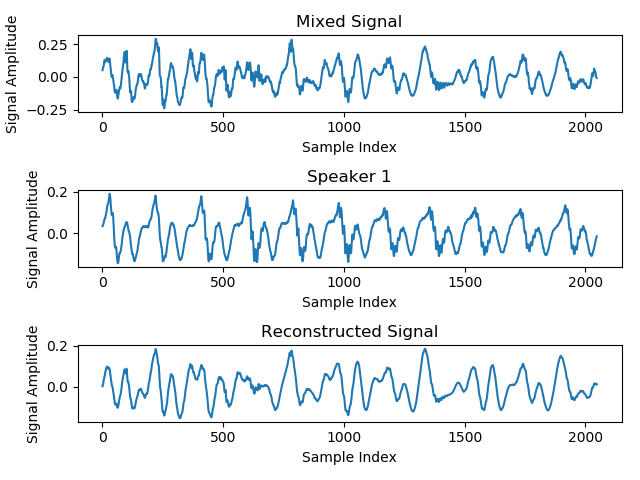 Mixed Signal
Signal Amplitude
0.25
0.00
−0.25
0 500 1000 1500 2000
Sample Index
Speaker 1
Signal Amplitude
0.2
0.0
0 500 1000 1500 2000
Sample Index
Reconstructed Signal
Signal Amplitude
0.2
0.0
0 500 1000 1500 2000
Sample Index